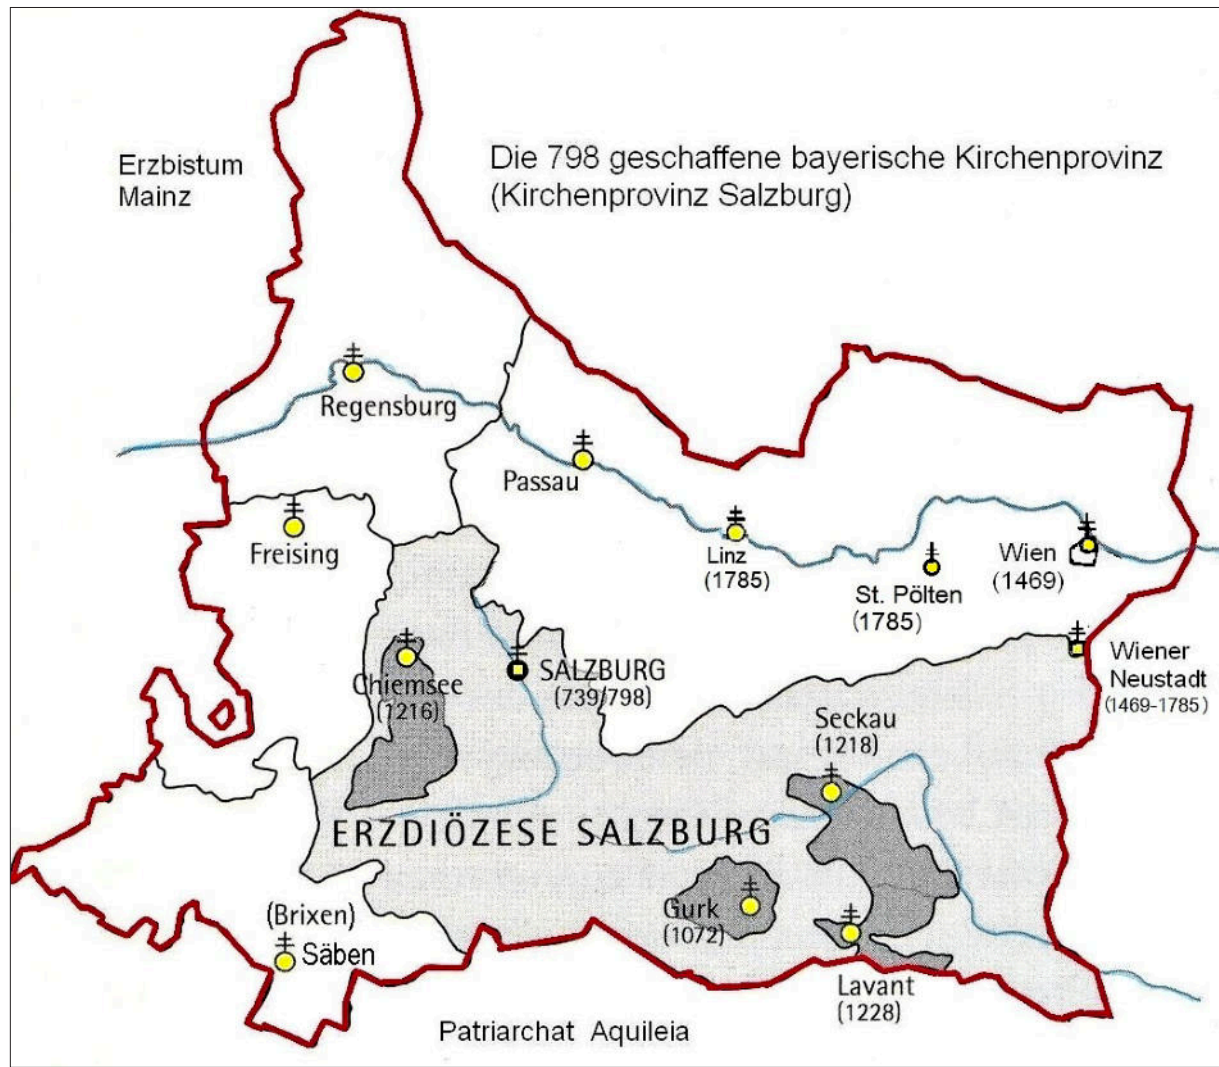 Erzbistum
Mainz
Die 798 geschaffene bayerische Kirchenprovinz
(Kirchenprovinz Salzburg)
Regensburg
Passau
Freising
Linz
(1785)
St. Pölten
(1785)
Wien
(1469)
Chiemsee
(1216)
SALZBURG
(739/798)
Wiener
Neustadt
(1469-1785)
Seckau
(1218)
ERZDIÖZESE SALZBURG
Gurk
(1072)
(Brixen)
Säben
Lavant
(1228)
Patriarchat Aquileia